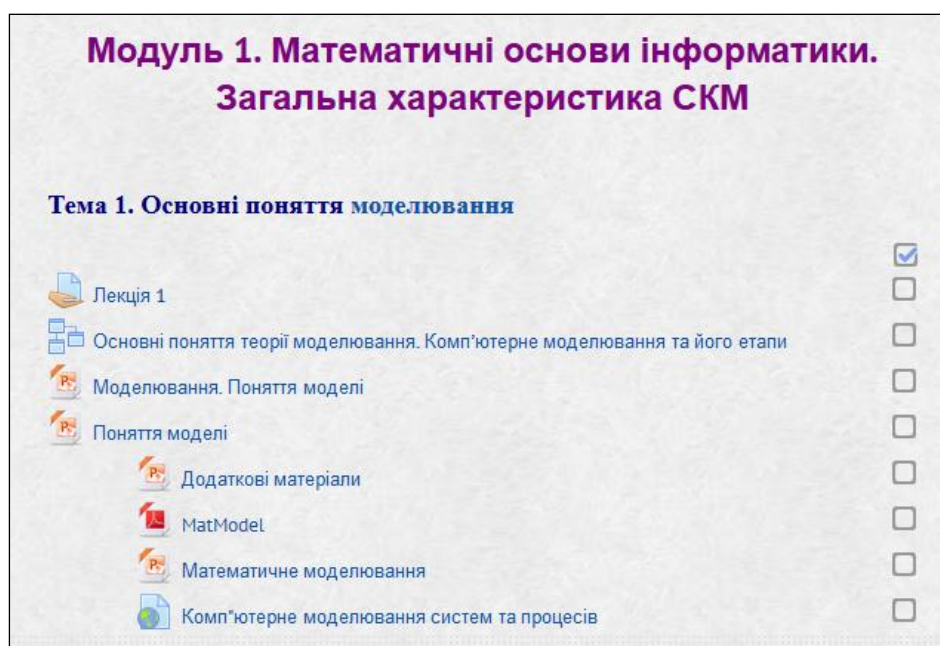 Модуль 1. Математичні основи інформатики.
Загальна характеристика СКМ
Тема 1. Основні поняття моделювання
Лекція 1
Основні поняття теорії моделювання. Комп'ютерне моделювання та його етапи
Моделювання. Поняття моделі
Поняття моделі
Додаткові матеріали
MatModel
Математичне моделювання
Комп"ютерне моделювання систем та процесів